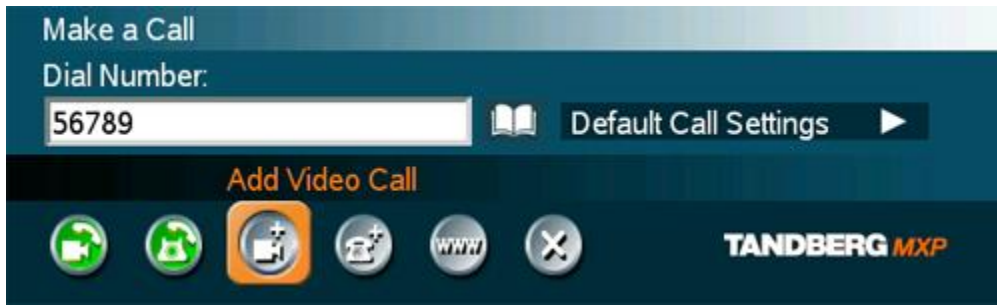 Make a Call
Dial Number:
56789
Default Call Settings
Add Video Call
www
TANDBERG MXP